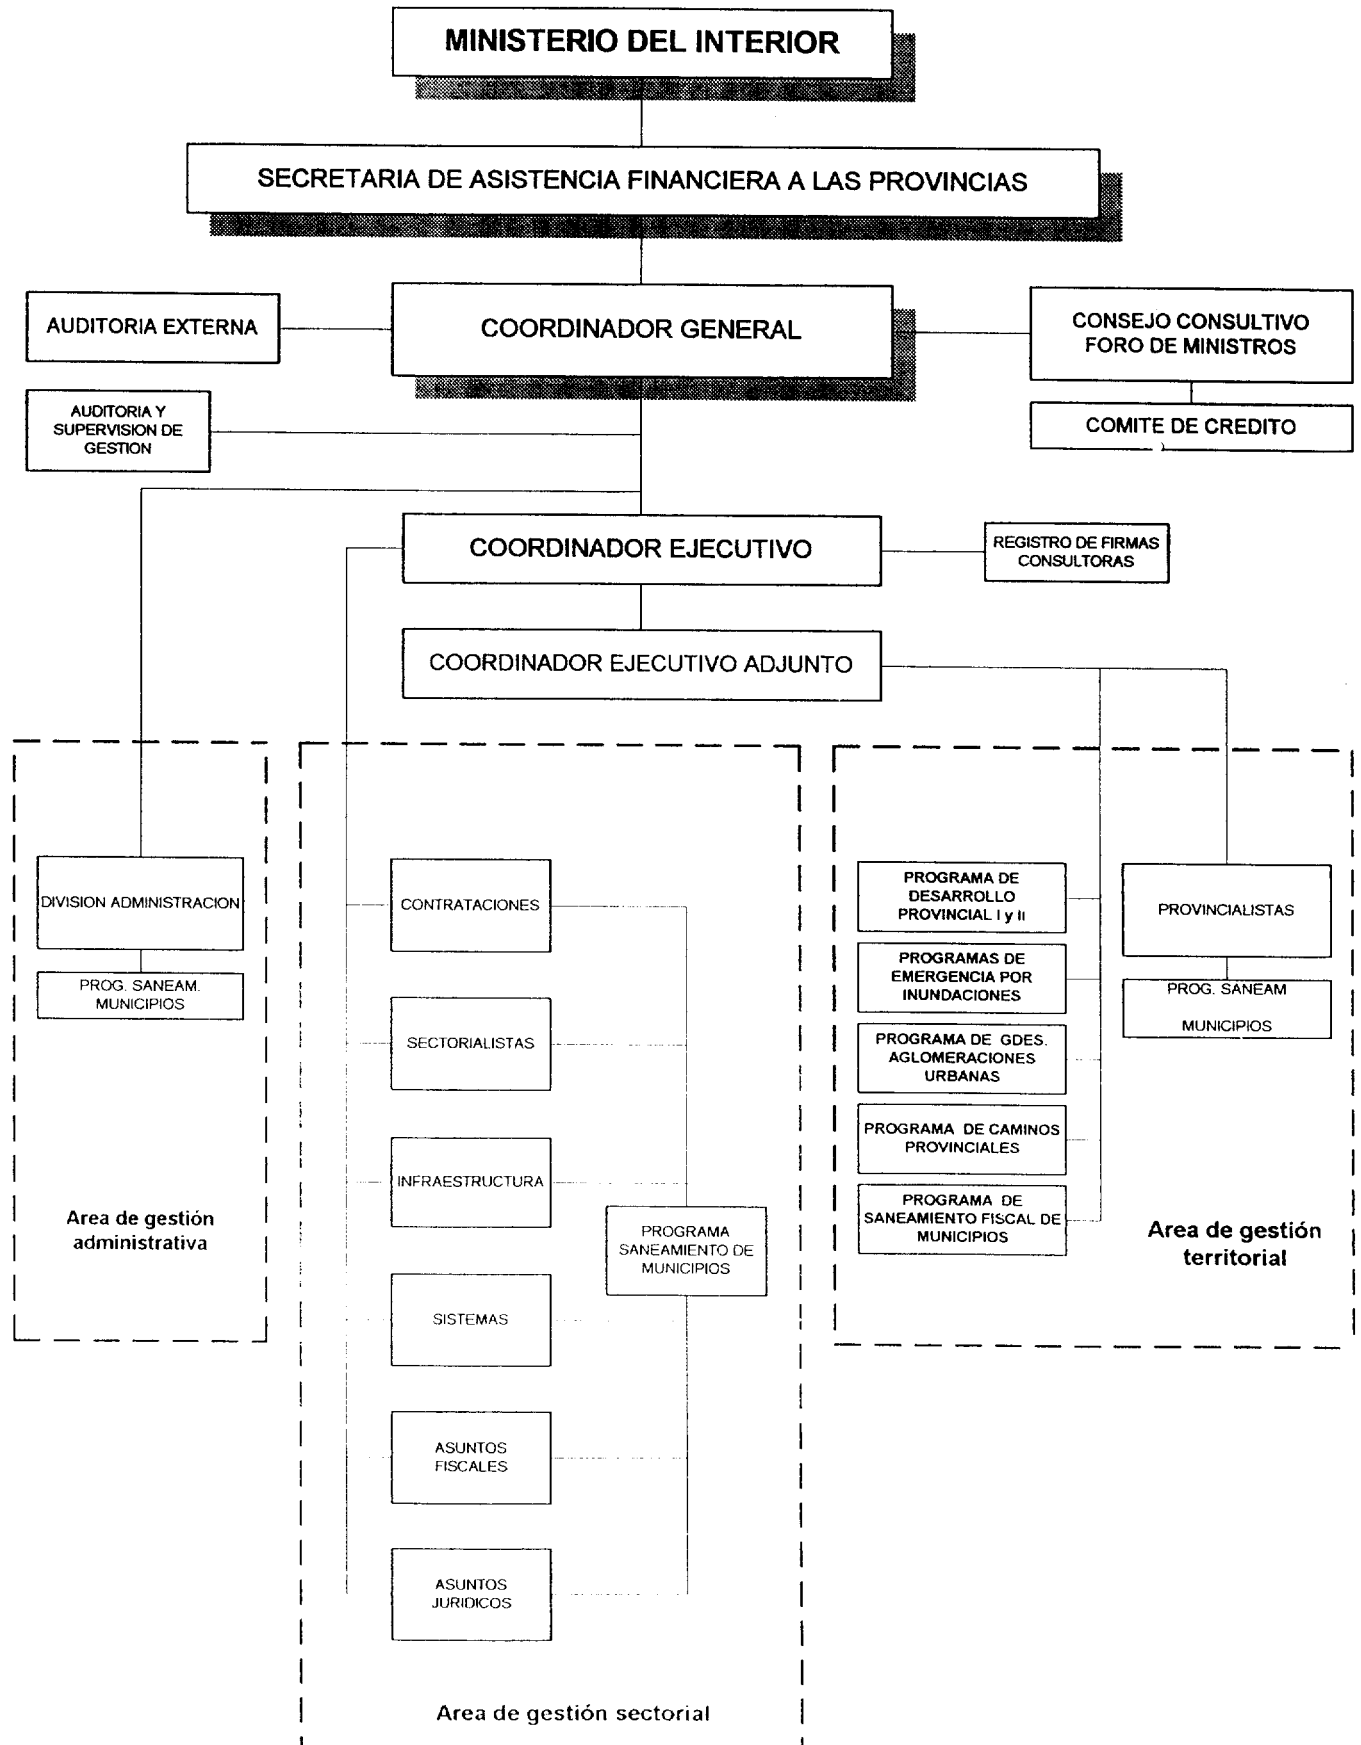 MINISTERIO DEL INTERIOR
SECRETARIA DE ASISTENCIA FINANCIERA A LAS PROVINCIAS
AUDITORIA EXTERNA
COORDINADOR GENERAL
CONSEJO CONSULTIVO
FORO DE MINISTROS
AUDITORIA Y
SUPERVISION DE
GESTION
COMITE DE CREDITO
COORDINADOR EJECUTIVO
REGISTRO DE FIRMAS
CONSULTORAS
COORDINADOR EJECUTIVO ADJUNTO
DIVISION ADMINISTRACION
PROG. SANEAM.
MUNICIPIOS
Area de gestión
administrativa
CONTRATACIONES
SECTORIALISTAS
INFRAESTRUCTURA
SISTEMAS
ASUNTOS
FISCALES
ASUNTOS
JURIDICOS
PROGRAMA
SANEAMIENTO DE
MUNICIPIOS
Area de gestión sectorial
PROGRAMA DE
DESARROLLO
PROVINCIAL I y II
PROGRAMAS DE
EMERGENCIA POR
INUNDACIONES
PROGRAMA DE GDES.
AGLOMERACIONES
URBANAS
PROGRAMA DE CAMINOS
PROVINCIALES
PROGRAMA DE
SANEAMIENTO FISCAL DE
MUNICIPIOS
PROVINCIALISTAS
PROG. SANEAM
MUNICIPIOS
Area de gestión
territorial